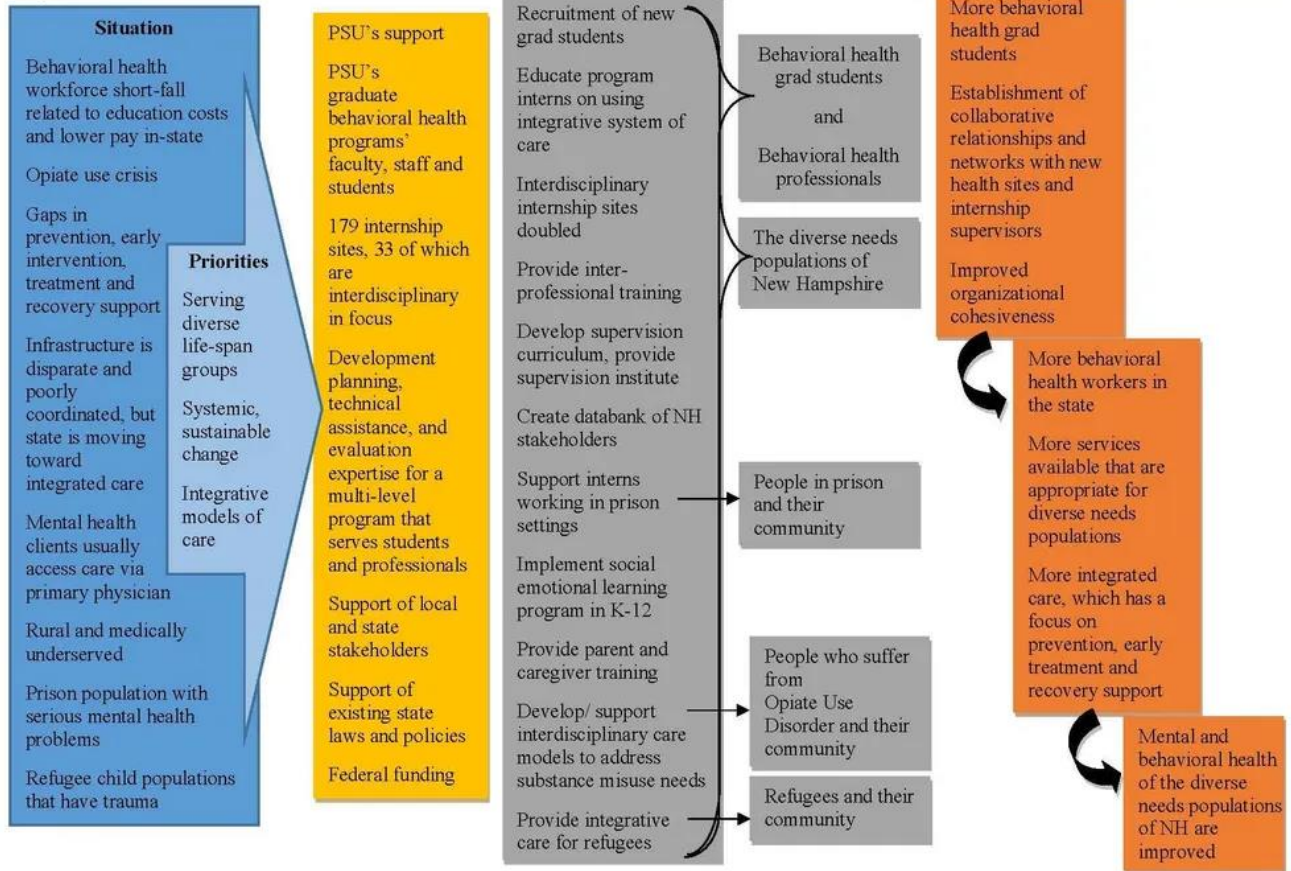 Situation
Behavioral health
workforce short-fall
related to education costs
and lower pay in-state
Opiate use crisis
Gaps in
prevention, early
intervention,
treatment and
recovery support
Infrastructure is
disparate and
poorly
coordinated, but
state is moving
toward
integrated care
Mental health
clients usually
access care via
primary physician
Rural and medically
underserved
Prison population with
serious mental health
problems
Refugee child populations
that have trauma
Priorities
Serving
diverse
life-span
groups
Systemic,
sustainable
change
Integrative
models of
care
PSU's support
PSU's
graduate
behavioral health
programs'
faculty, staff and
students
179 internship
sites, 33 of which
are
interdisciplinary
in focus
Development
planning,
technical
assistance, and
evaluation
expertise for a
multi-level
program that
serves students
and professionals
Support of local
and state
stakeholders
Support of
existing state
laws and policies
Federal funding
Recruitment of new
grad students
Educate program
interns on using
integrative system of
care
Interdisciplinary
internship sites
doubled
Provide inter-
professional training
Develop supervision
curriculum, provide
supervision institute
Create databank of NH
stakeholders
Support interns
working in prison
settings
Implement social
emotional learning
program in K-12
Provide parent and
caregiver training
Develop/ support
interdisciplinary care
models to address
substance misuse needs
Provide integrative
care for refugees
Behavioral health
grad students
and
Behavioral health
professionals
The diverse needs
populations of
New Hampshire
People in prison
and their
community
People who suffer
from
Opiate Use
Disorder and their
community
Refugees and their
community
More behavioral
health grad
students
Establishment of
collaborative
relationships and
networks with new
health sites and
internship
supervisors
Improved
organizational
cohesiveness
More behavioral
health workers in
the state
More services
available that are
appropriate for
diverse needs
populations
More integrated
care, which has a
focus on
prevention, early
treatment and
recovery support
Mental and
behavioral health
of the diverse
needs populations
of NH are
improved